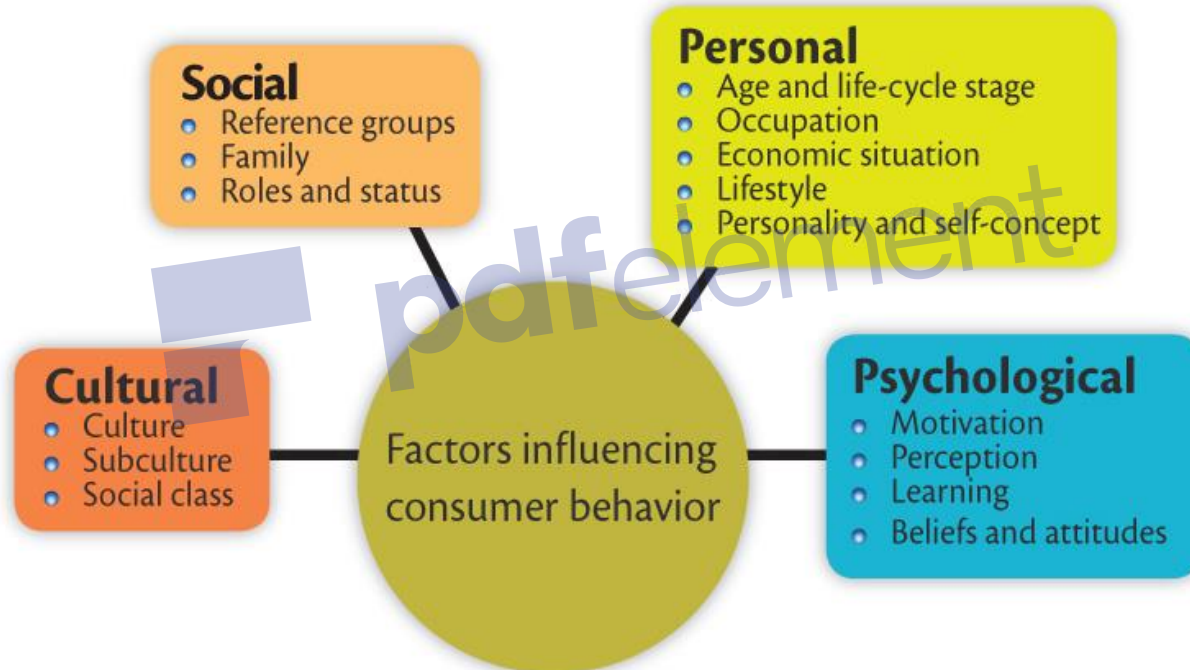 Social
Reference groups
Family
Roles and status
Personal
Age and life-cycle stage
Occupation
Economic situation
Lifestyle
Personality and self-concept
Cultural
Culture
Subculture
Social class
Factors influencing
consumer behavior
Psychological
Motivation
Perception
Learning
Beliefs and attitudes
pdfelement